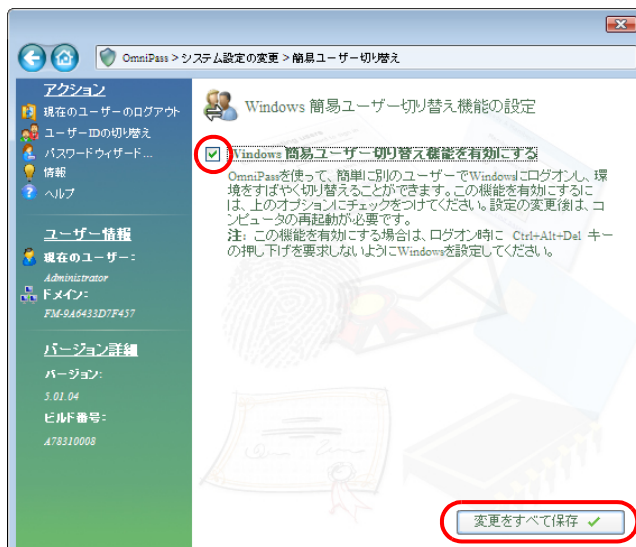 OmniPass > システム設定の変更 > 簡易ユーザー切り替え
アクション
現在のユーザーのログアウト
ユーザーIDの切り替え
パスワードウィザード...
情報
ヘルプ
ユーザー情報
現在のユーザー:
Administrator
ドメイン:
FM-9A6433D7F457
バージョン詳細
バージョン:
5.01.04
ビルド番号:
A78310008
Windows 簡易ユーザー切り替え機能の設定
Windows 簡易ユーザー切り替え機能を有効にする
OmniPassを使って、簡単に別のユーザーでWindowsにログオンし、環
境をすばやく切り替えることができます。この機能を有効にするに
は、上のオプションにチェックをつけてください。設定の変更後は、コ
ンピュータの再起動が必要です。
注: この機能を有効にする場合は、ログオン時に Ctrl+Alt+Del キー
の押し下げを要求しないようにWindowsを設定してください。
変更をすべて保存